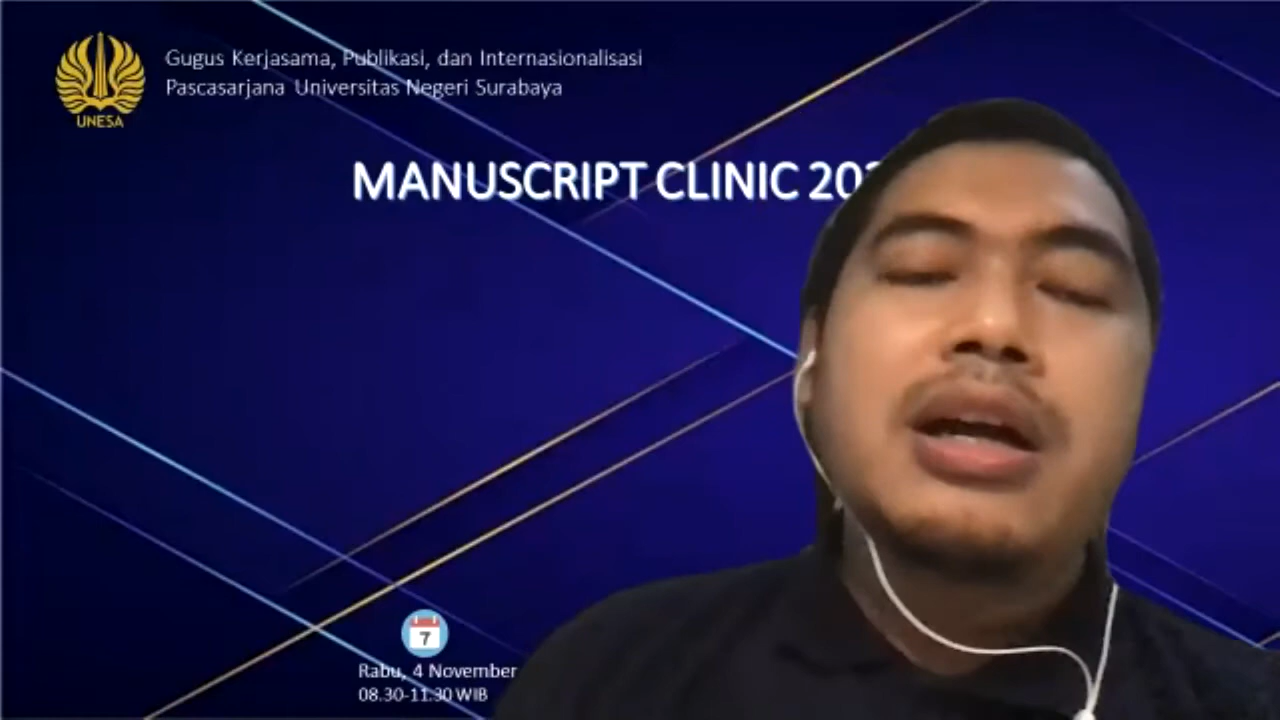 Gugus Kerjasama, Publikasi, dan Internasionalisasi
Pascasarjana Universitas Negeri Surabaya
UNESA
MANUSCRIPT CLINIC 20
7
Rabu, 4 November
08.30-11.30 WIB